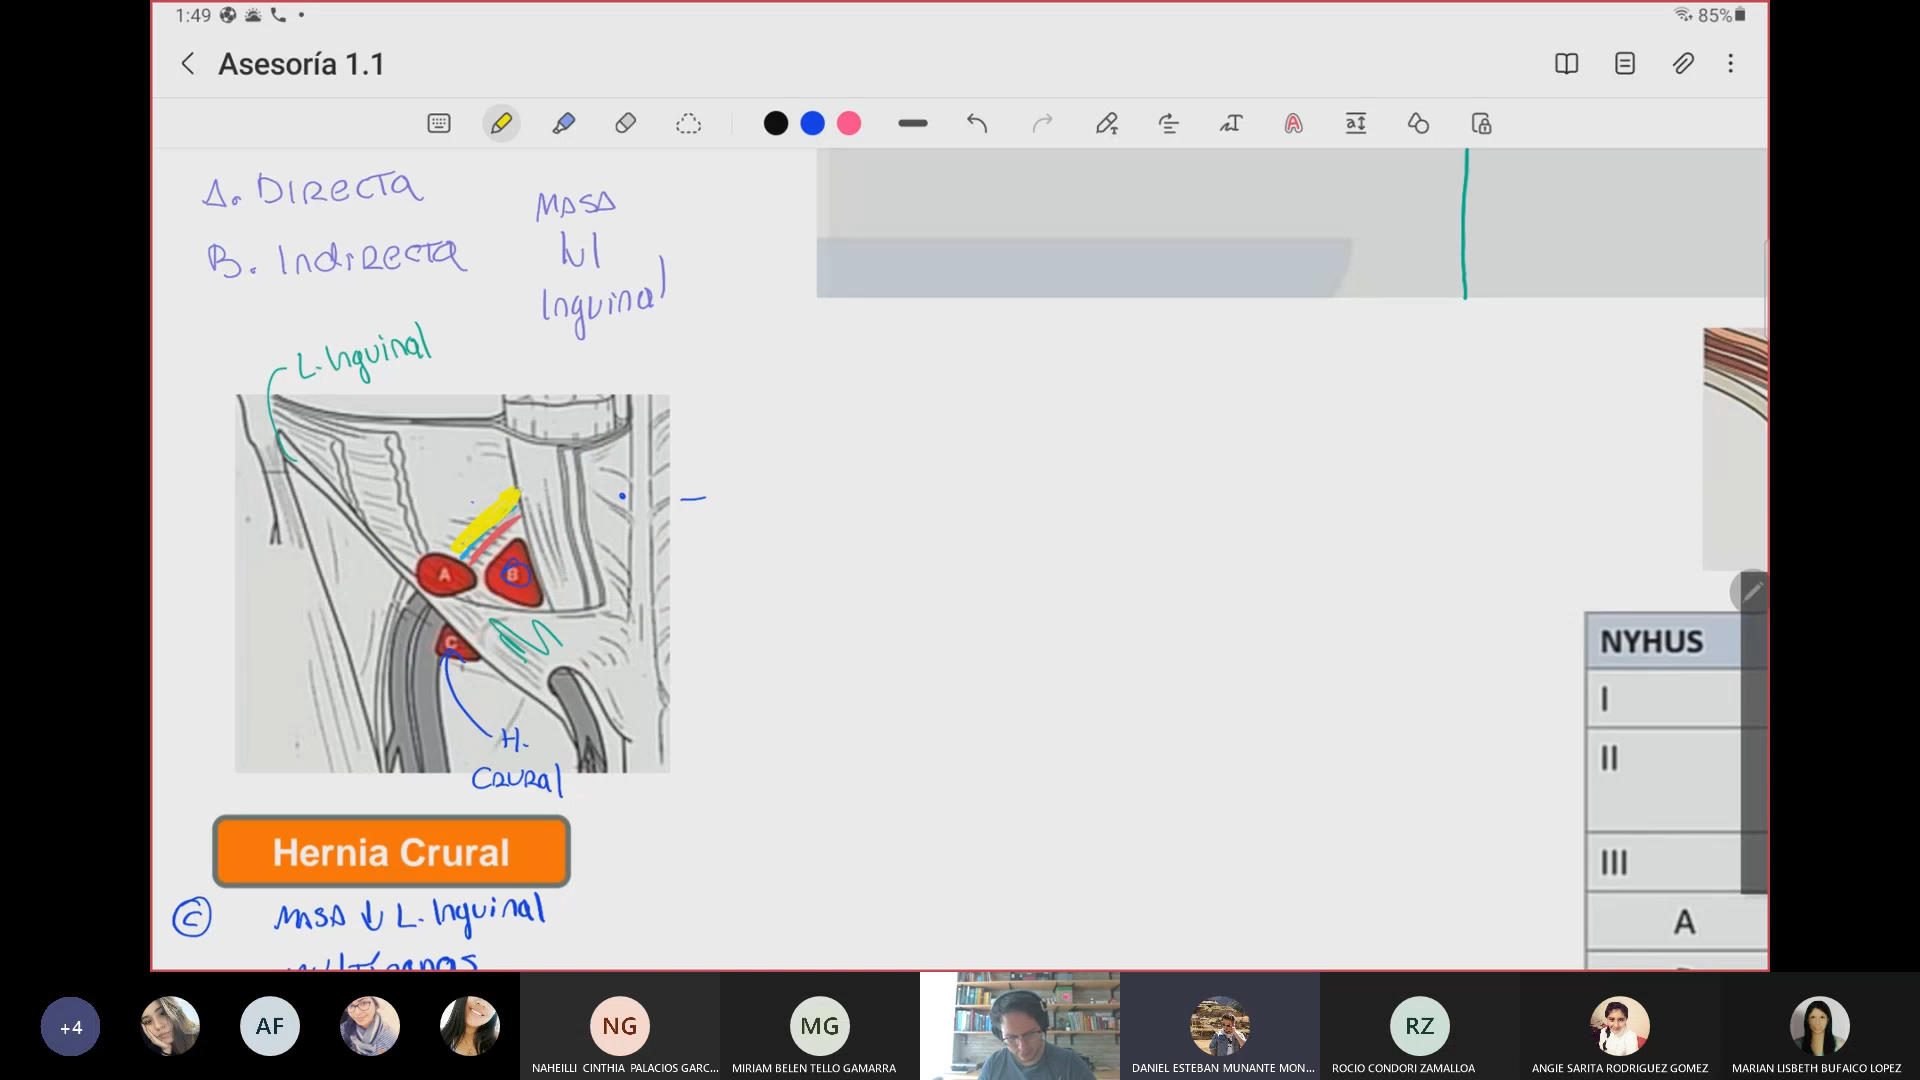 1:49
85%
Asesoría 1.1
A. DIRECTA
B. IndIRecta
MASA
Inguinal
L. Inguinal
A
B
C
H.
CRURal
Hernia Crural
C MASA ↓ L. Inguinal
NYHUS
I
II
III
A
+4
AF
NG
MG
RZ
NAHEILLI CINTHIA PALACIOS GARC...
MIRIAM BELEN TELLO GAMARRA
DANIEL ESTEBAN MUNANTE MON...
ROCIO CONDORI ZAMALLOA
ANGIE SARITA RODRIGUEZ GOMEZ
MARIAN LISBETH BUFAICO LOPEZ